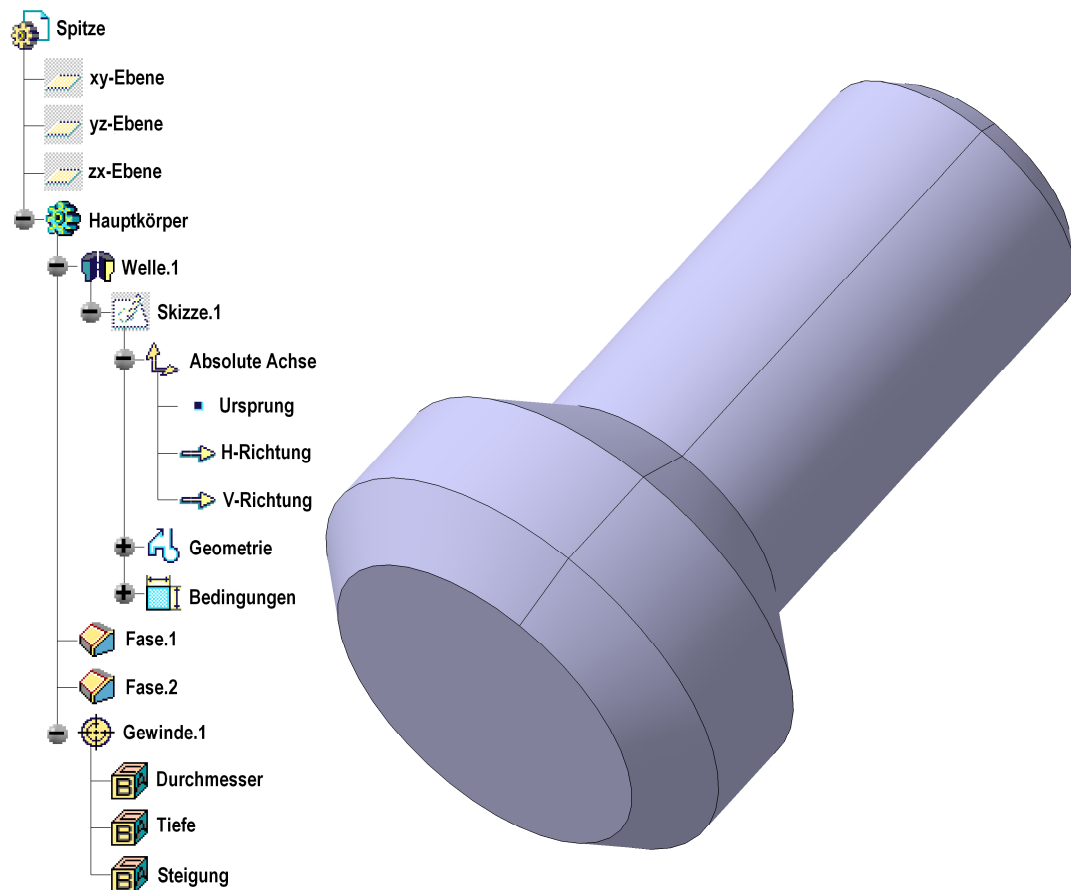 Spitze
xy-Ebene
yz-Ebene
zx-Ebene
Hauptkörper
Welle.1
Skizze.1
Absolute Achse
Ursprung
H-Richtung
V-Richtung
Geometrie
Bedingungen
Fase.1
Fase.2
Gewinde.1
Durchmesser
Tiefe
Steigung